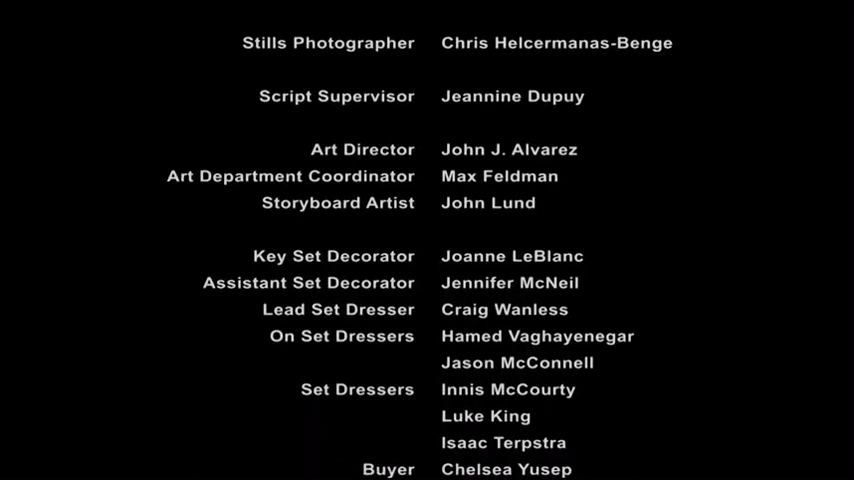 Stills Photographer Chris Helcermanas-Benge
Script Supervisor Jeannine Dupuy
Art Director John J. Alvarez
Art Department Coordinator Max Feldman
Storyboard Artist John Lund
Key Set Decorator Joanne LeBlanc
Assistant Set Decorator Jennifer McNeil
Lead Set Dresser Craig Wanless
On Set Dressers Hamed Vaghayenegar
Jason McConnell
Set Dressers Innis McCourty
Luke King
Isaac Terpstra
Buyer Chelsea Yusep